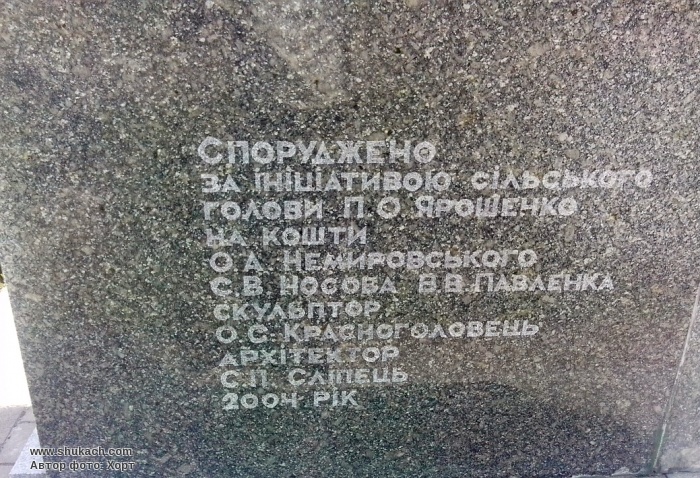 СПОРУДЖЕНО
ЗА ІНІЦІАТИВОЮ СІЛЬСЬКОГО
ГОЛОВИ П.О.ЯРОШЕНКО
НА КОШТИ
О.А.НЕМИРОВСЬКОГО
С.В.НОСОВА В.В.ПАВЛЕНКА
СКУЛЬПТОР
О.С.КРАСНОГОЛОВЕЦЬ
АРХІТЕКТОР
С.П.СЛІПЕЦЬ
2004 РІК
www.shukach.com
Автор фото: Хорт